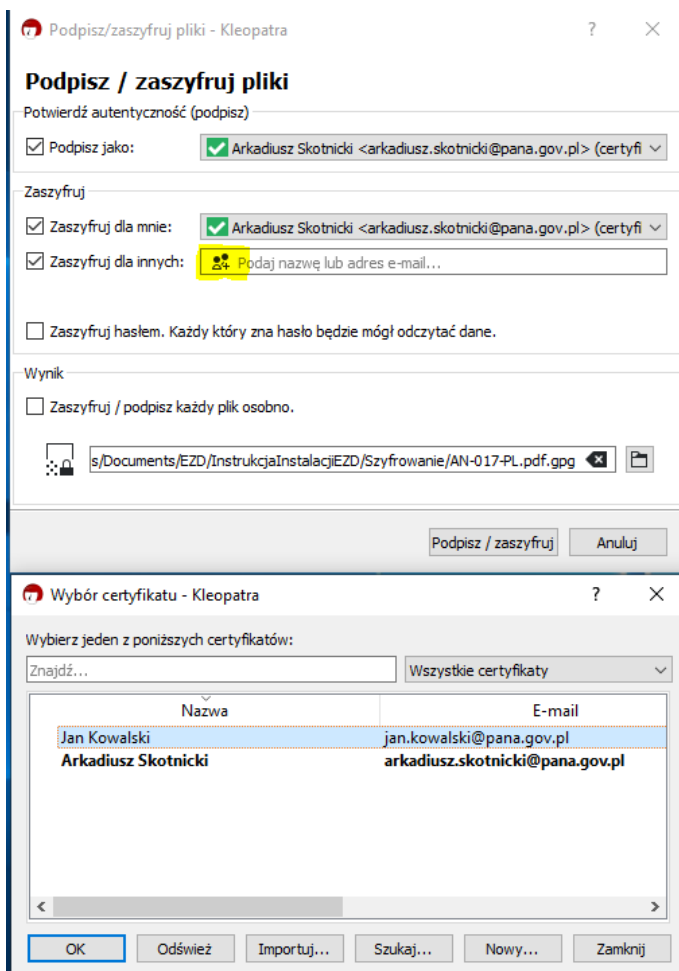 Podpisz/zaszyfruj pliki - Kleopatra
Podpisz / zaszyfruj pliki
Potwierdź autentyczność (podpisz)
Podpisz jako: Arkadiusz Skotnicki <arkadiusz.skotnicki@pana.gov.pl> (certyfi
Zaszyfruj
Zaszyfruj dla mnie: Arkadiusz Skotnicki <arkadiusz.skotnicki@pana.gov.pl> (certyfi
Zaszyfruj dla innych: Podaj nazwę lub adres e-mail...
Zaszyfruj hasłem. Każdy który zna hasło będzie mógł odczytać dane.
Wynik
Zaszyfruj / podpisz każdy plik osobno.
s/Documents/EZD/InstrukcjaInstalacjiEZD/Szyfrowanie/AN-017-PL.pdf.gpg
Podpisz / zaszyfruj Anuluj
Wybór certyfikatu - Kleopatra
Wybierz jeden z poniższych certyfikatów:
Znajdź... Wszystkie certyfikaty
Nazwa E-mail
Jan Kowalski jan.kowalski@pana.gov.pl
Arkadiusz Skotnicki arkadiusz.skotnicki@pana.gov.pl
OK Odśwież Importuj... Szukaj... Nowy... Zamknij